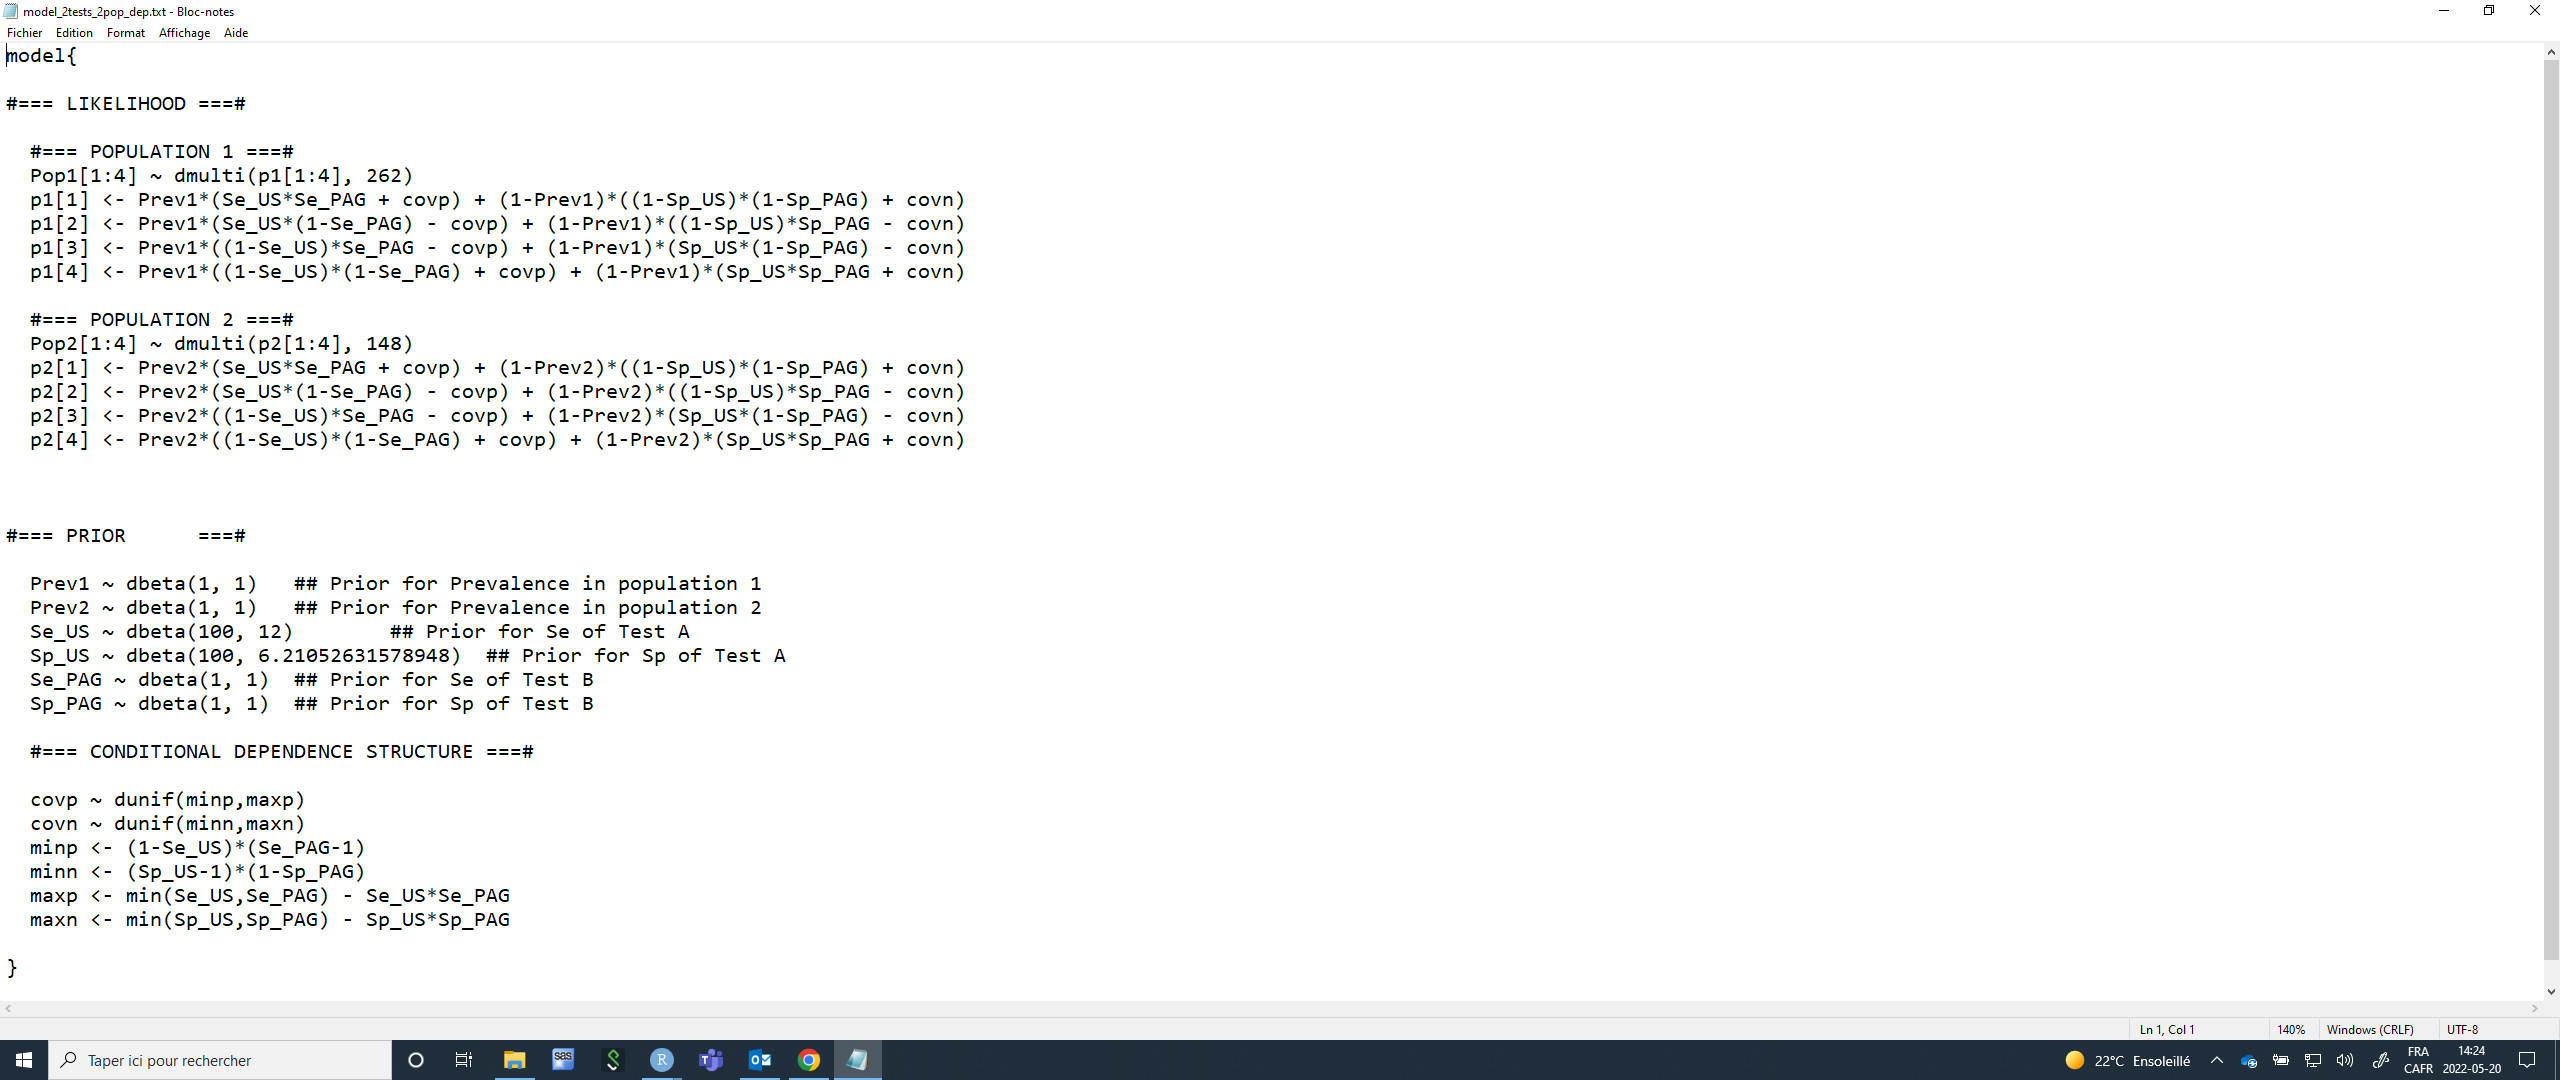 model_2tests_2pop_dep.txt - Bloc-notes
Fichier Edition Format Affichage Aide
model{
#=== LIKELIHOOD ===#
#=== POPULATION 1 ===#
Pop1[1:4] ~ dmulti(p1[1:4], 262)
p1[1] <- Prev1*(Se_US*Se_PAG + covp) + (1-Prev1)*((1-Sp_US)*(1-Sp_PAG) + covn)
p1[2] <- Prev1*(Se_US*(1-Se_PAG) - covp) + (1-Prev1)*((1-Sp_US)*Sp_PAG - covn)
p1[3] <- Prev1*((1-Se_US)*Se_PAG - covp) + (1-Prev1)*(Sp_US*(1-Sp_PAG) - covn)
p1[4] <- Prev1*((1-Se_US)*(1-Se_PAG) + covp) + (1-Prev1)*(Sp_US*Sp_PAG + covn)
#=== POPULATION 2 ===#
Pop2[1:4] ~ dmulti(p2[1:4], 148)
p2[1] <- Prev2*(Se_US*Se_PAG + covp) + (1-Prev2)*((1-Sp_US)*(1-Sp_PAG) + covn)
p2[2] <- Prev2*(Se_US*(1-Se_PAG) - covp) + (1-Prev2)*((1-Sp_US)*Sp_PAG - covn)
p2[3] <- Prev2*((1-Se_US)*Se_PAG - covp) + (1-Prev2)*(Sp_US*(1-Sp_PAG) - covn)
p2[4] <- Prev2*((1-Se_US)*(1-Se_PAG) + covp) + (1-Prev2)*(Sp_US*Sp_PAG + covn)
#=== PRIOR ===#
Prev1 ~ dbeta(1, 1) ## Prior for Prevalence in population 1
Prev2 ~ dbeta(1, 1) ## Prior for Prevalence in population 2
Se_US ~ dbeta(100, 12) ## Prior for Se of Test A
Sp_US ~ dbeta(100, 6.21052631578948) ## Prior for Sp of Test A
Se_PAG ~ dbeta(1, 1) ## Prior for Se of Test B
Sp_PAG ~ dbeta(1, 1) ## Prior for Sp of Test B
#=== CONDITIONAL DEPENDENCE STRUCTURE ===#
covp ~ dunif(minp,maxp)
covn ~ dunif(minn,maxn)
minp <- (1-Se_US)*(Se_PAG-1)
minn <- (Sp_US-1)*(1-Sp_PAG)
maxp <- min(Se_US,Se_PAG) - Se_US*Se_PAG
maxn <- min(Sp_US,Sp_PAG) - Sp_US*Sp_PAG
}
Ln 1, Col 1 140% Windows (CRLF) UTF-8
Taper ici pour rechercher
22°C Ensoleillé
FRA
CAFR
14:24
2022-05-20